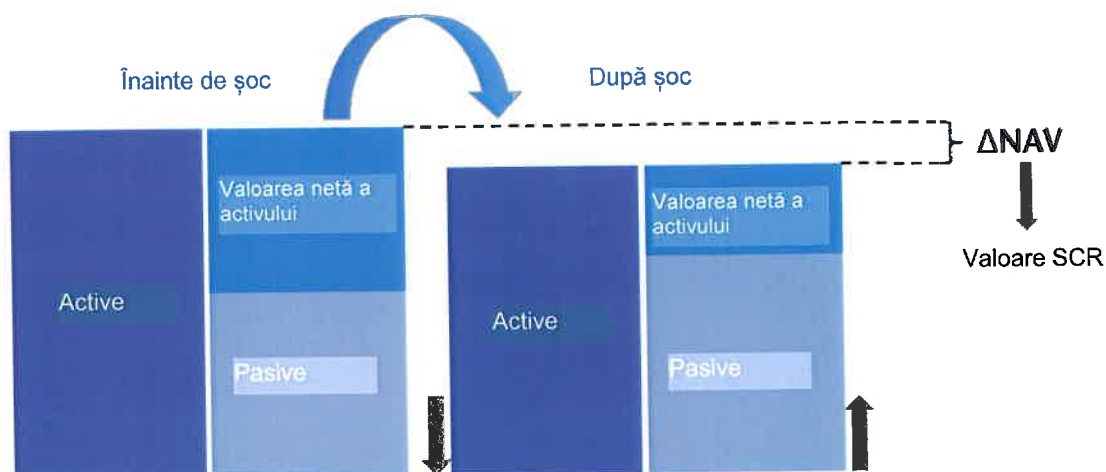 Înainte de șoc
După șoc
ΔNAV
Valoarea netă a
activului
Valoarea netă a
activului
Valoare SCR
Active
Active
Pasive
Pasive